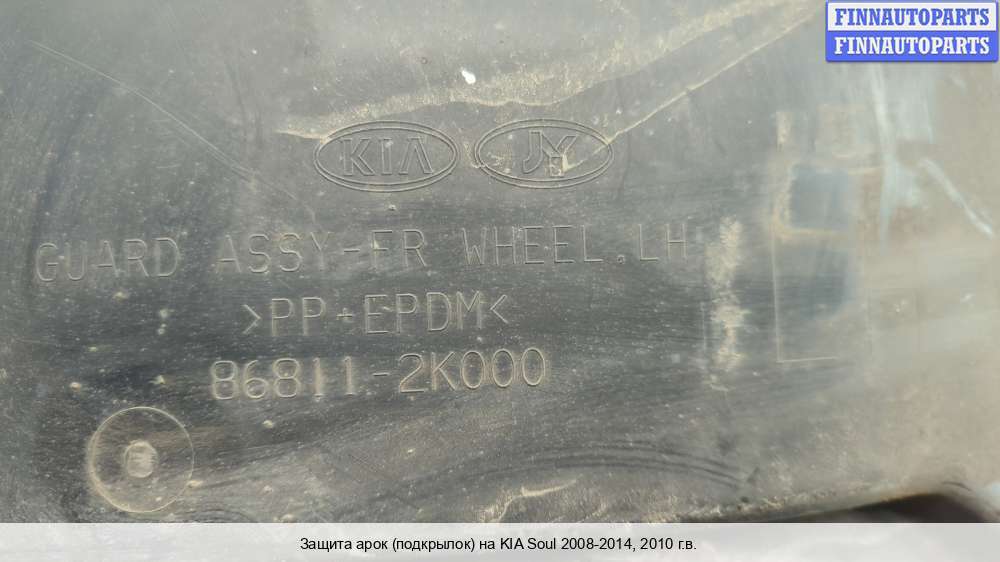 FINNAUTOPARTS
FINNAUTOPARTS
KIA JY
GUARD ASSY-FR WHEEL.LH
>PP+EPDM<
86811-2K000
Защита арок (подкрылок) на KIA Soul 2008-2014, 2010 г.в.